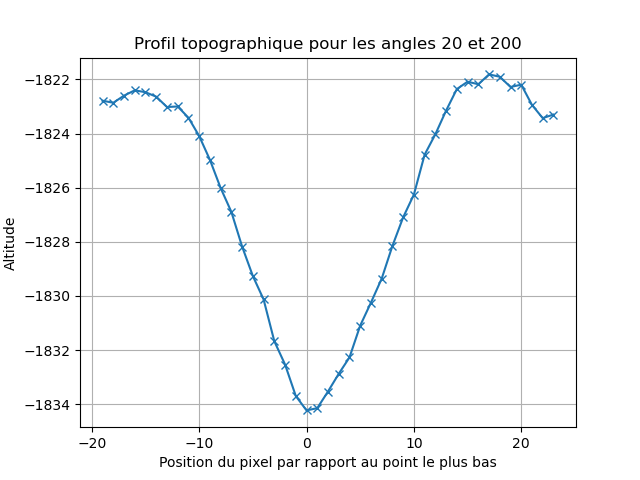 Profil topographique pour les angles 20 et 200
−1822
−1824
−1826
−1828
−1830
−1832
−1834
Altitude
−20 −10 0 10 20
Position du pixel par rapport au point le plus bas